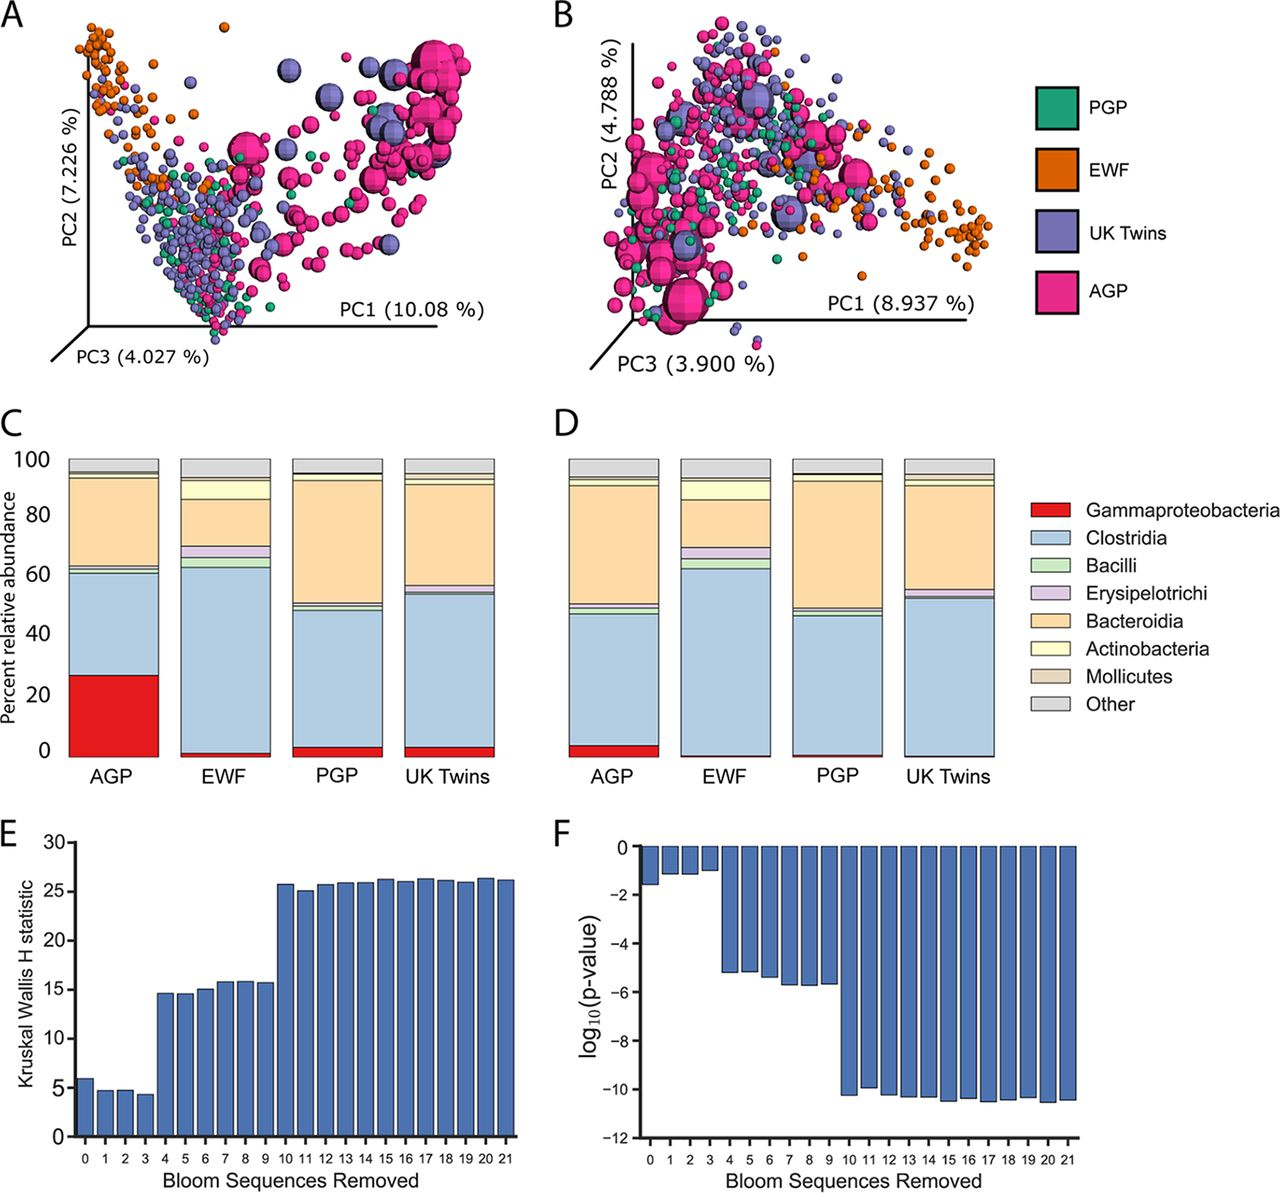 A
PC2 (7.226 %)
PC1 (10.08 %)
PC3 (4.027 %)
B
PC2 (4.788 %)
PC1 (8.937 %)
PC3 (3.900 %)
PGP
EWF
UK Twins
AGP
C
Percent relative abundance
100
80
60
40
20
0
AGP EWF PGP UK Twins
D
AGP EWF PGP UK Twins
Gammaproteobacteria
Clostridia
Bacilli
Erysipelotrichi
Bacteroidia
Actinobacteria
Mollicutes
Other
E
Kruskal Wallis H statistic
30
25
20
15
10
5
0
0 1 2 3 4 5 6 7 8 9 10 11 12 13 14 15 16 17 18 19 20 21
Bloom Sequences Removed
F
log10(p-value)
0
−2
−4
−6
−8
−10
−12
0 1 2 3 4 5 6 7 8 9 10 11 12 13 14 15 16 17 18 19 20 21
Bloom Sequences Removed